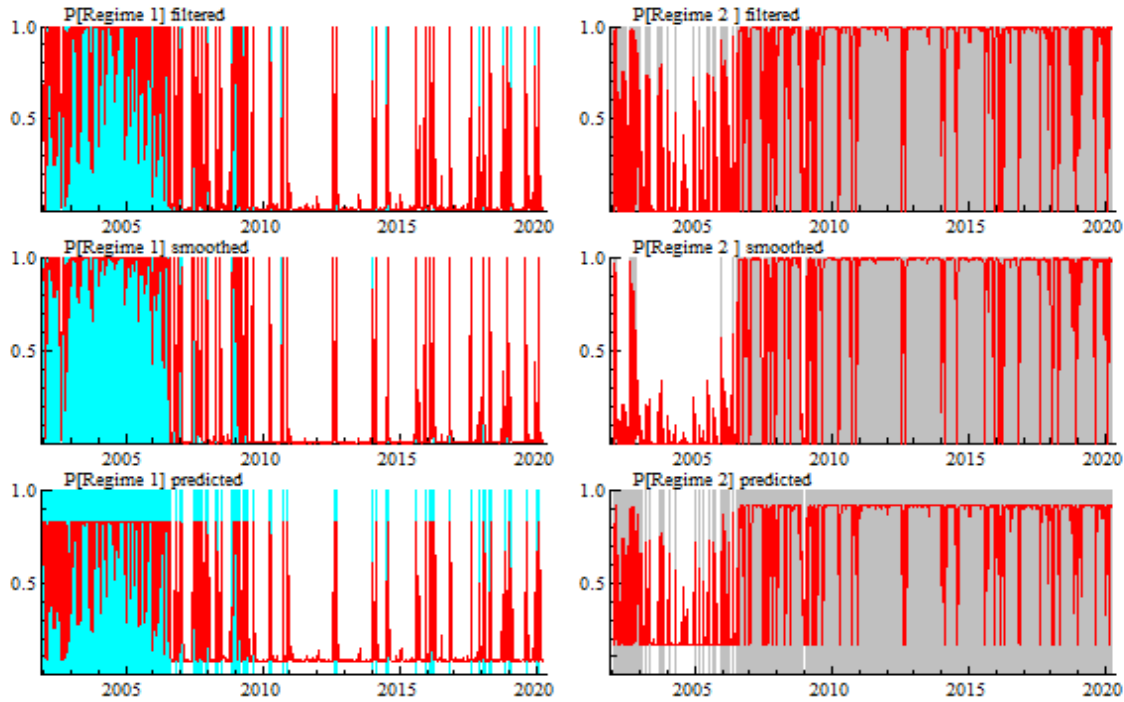 P[Regime 1] filtered
1.0
0.5
2005 2010 2015 2020
P[Regime 2 ] filtered
1.0
0.5
2005 2010 2015 2020
P[Regime 1] smoothed
1.0
0.5
2005 2010 2015 2020
P[Regime 2 ] smoothed
1.0
0.5
2005 2010 2015 2020
P[Regime 1] predicted
1.0
0.5
2005 2010 2015 2020
P[Regime 2] predicted
1.0
0.5
2005 2010 2015 2020